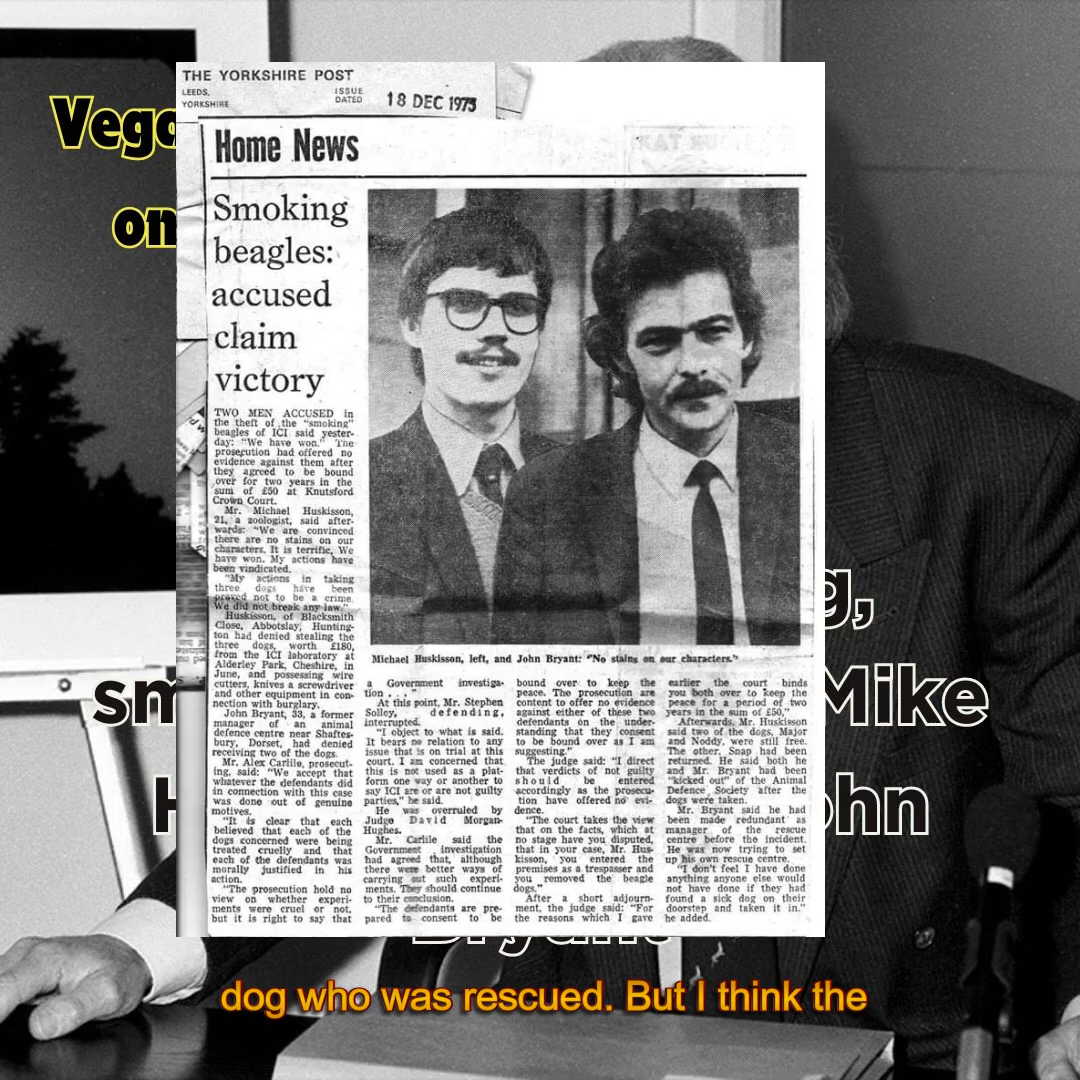 THE YORKSHIRE POST
LEEDS,
YORKSHIRE
ISSUE
DATED
18 DEC 1975
Home News
Smoking
beagles:
accused
claim
victory
TWO MEN ACCUSED in
the theft of the "smoking"
beagles of ICI said yester-
day: "We have won." The
prosecution had offered no
evidence against them after
they agreed to be bound
over for two years in the
sum of £50 at Knutsford
Crown Court.
Mr. Michael Huskisson,
21, a zoologist, said after-
wards: "We are convinced
there are no stains on our
characters. It is terrific, We
have won. My actions have
been vindicated.
"My actions in taking
three dogs have been
proved not to be a crime.
We did not break any law."
Huskisson, of Blacksmith
Close, Abbotslay, Hunting-
ton had denied stealing the
three dogs, worth £180,
from the ICI laboratory at
Alderley Park, Cheshire, in
June, and possessing wire
cutters, knives a screwdriver
and other equipment in con-
nection with burglary.
John Bryant, 33, a former
manager of an animal
defence centre near Shaftes-
bury, Dorset, had denied
receiving two of the dogs.
Mr. Alex Carlile, prosecut-
ing, said: "We accept that
whatever the defendants did
in connection with this case
was done out of genuine
motives.
"It is clear that each
believed that each of the
dogs concerned were being
treated cruelly and that
each of the defendants was
morally justified in his
action.
"The prosecution hold no
view on whether experi-
ments were cruel or not,
but it is right to say that
Michael Huskisson, left, and John Bryant: "No stains on our characters."
a Government investiga-
tion . . ."
At this point, Mr. Stephen
Solley, defending,
interrupted.
"I object to what is said.
It bears no relation to any
issue that is on trial at this
court. I am concerned that
this is not used as a plat-
form one way or another to
say ICI are or are not guilty
parties," he said.
He was overruled by
Judge David Morgan-
Hughes.
Mr. Carlile said the
Government investigation
had agreed that, although
there were better ways of
carrying out such experi-
ments. They should continue
to their conclusion.
"The defendants are pre-
pared to consent to be
bound over to keep the
peace. The prosecution are
content to offer no evidence
against either of these two
defendants on the under-
standing that they consent
to be bound over as I am
suggesting."
The judge said: "I direct
that verdicts of not guilty
should be entered
accordingly as the prosecu-
tion have offered no evi-
dence.
"The court takes the view
that on the facts, which at
no stage have you disputed,
that in your case, Mr. Hus-
kisson, you entered the
premises as a trespasser and
you removed the beagle
dogs."
After a short adjourn-
ment, the judge said: "For
the reasons which I gave
earlier the court binds
you both over to keep the
peace for a period of two
years in the sum of £50,"
Afterwards, Mr. Huskisson
said two of the dogs, Major
and Noddy, were still free.
The other, Snap had been
returned. He said both he
and Mr. Bryant had been
"kicked out" of the Animal
Defence Society after the
dogs were taken.
Mr. Bryant said he had
been made redundant as
manager of the rescue
centre before the incident.
He was now trying to set
up his own rescue centre.
"I don't feel I have done
anything anyone else would
not have done if they had
found a sick dog on their
doorstep and taken it in."
he added.
on
g,
sm Mike
H ohn
dog who was rescued. But I think the